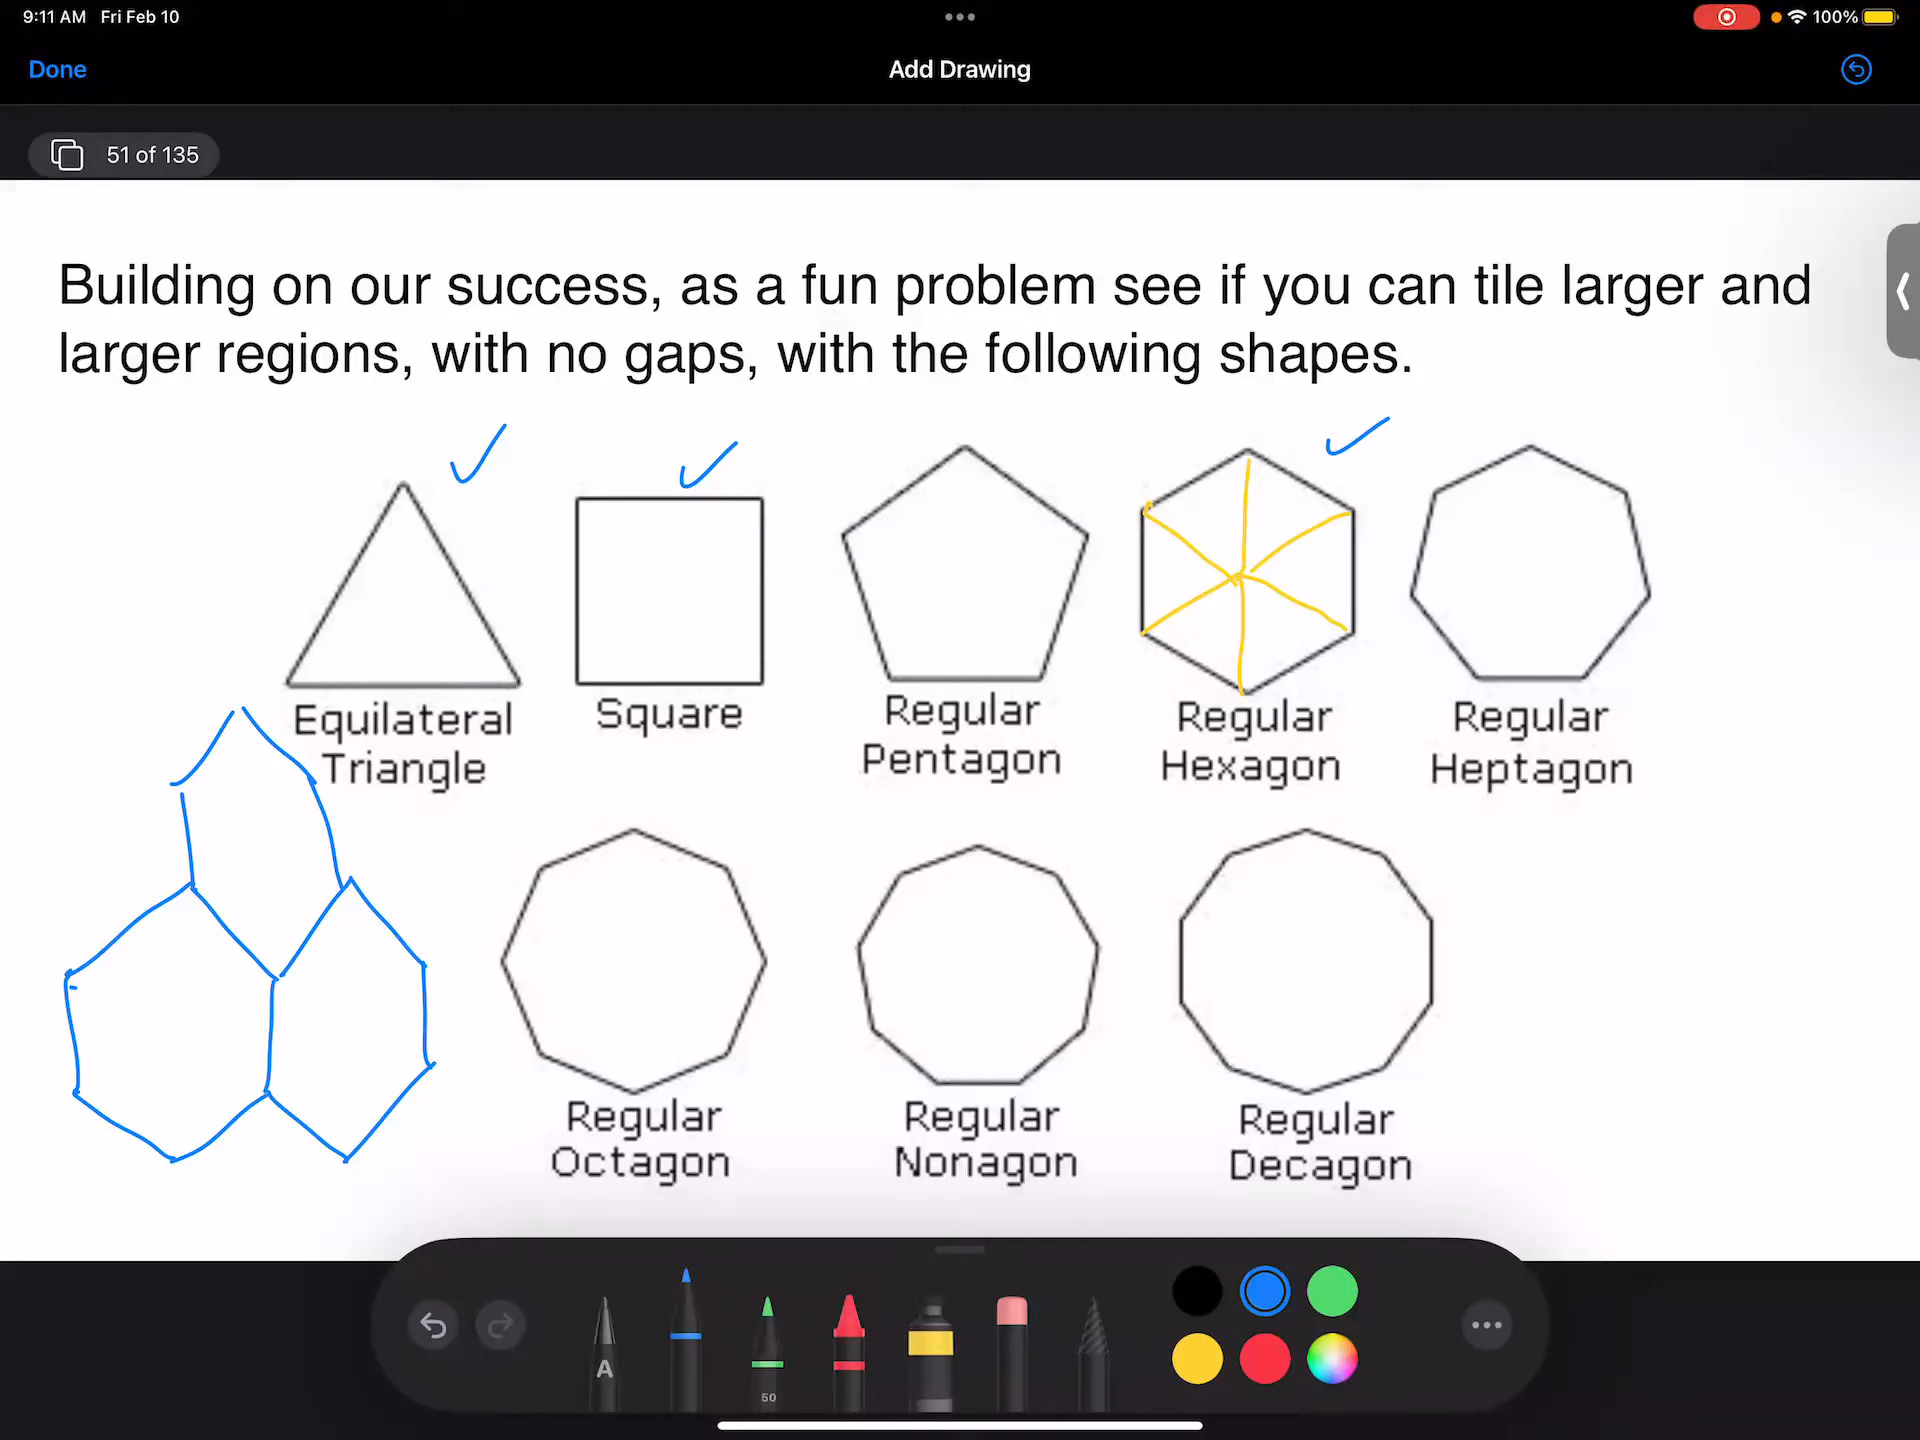 9:11 AM Fri Feb 10
100%
Done
Add Drawing
51 of 135
Building on our success, as a fun problem see if you can tile larger and
larger regions, with no gaps, with the following shapes.
Equilateral
Triangle
Square
Regular
Pentagon
Regular
Hexagon
Regular
Heptagon
Regular
Octagon
Regular
Nonagon
Regular
Decagon
A
50